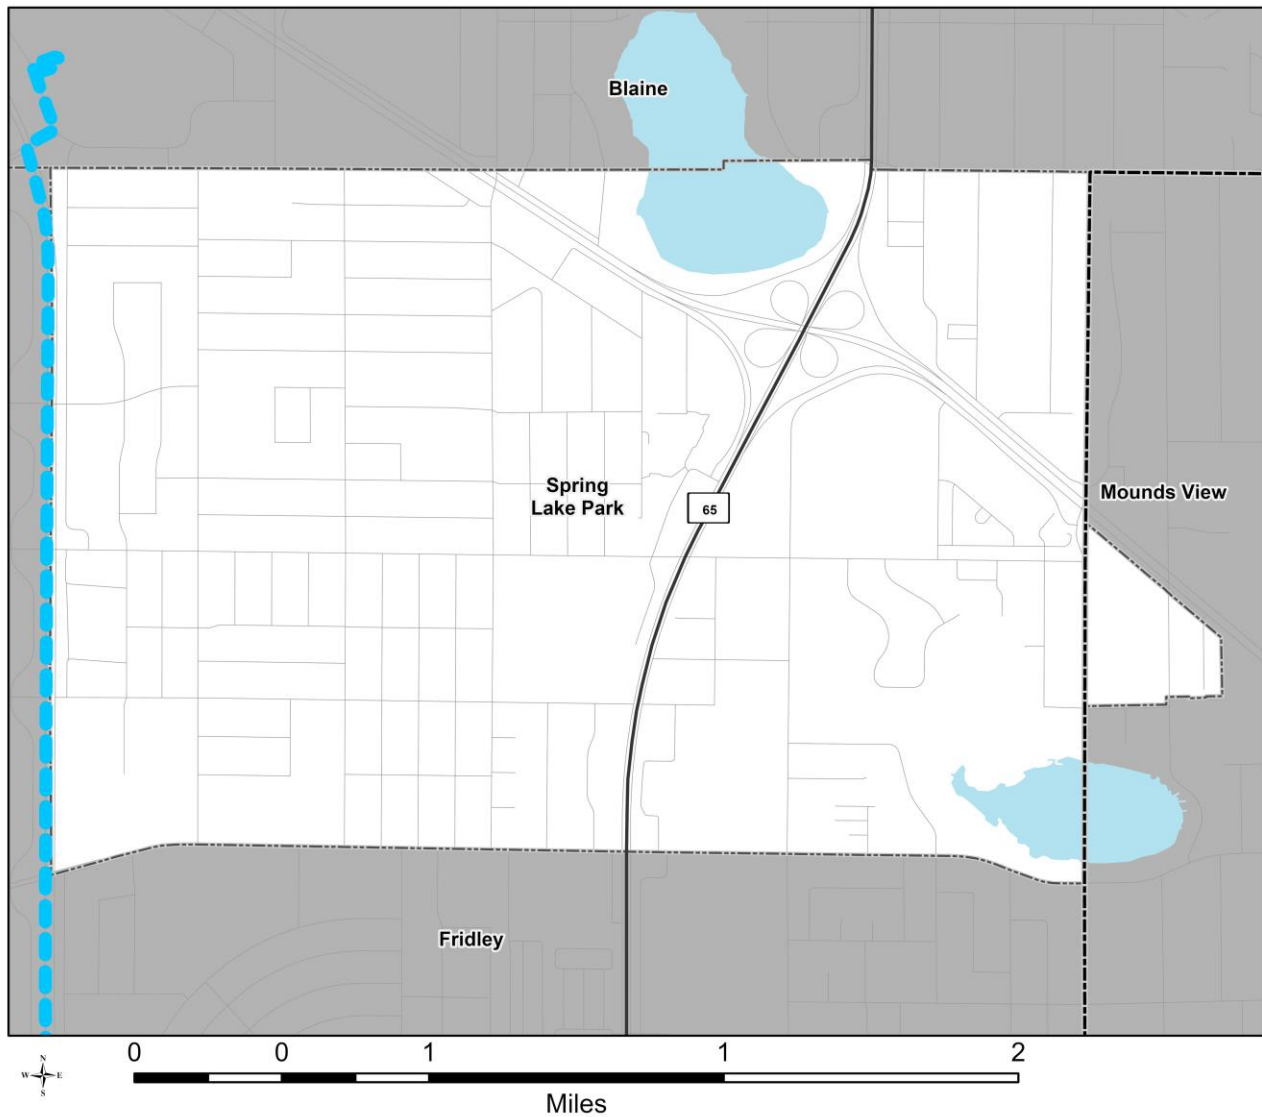 Blaine
Spring
Lake Park
65
Mounds View
Fridley
N
W E
S
0 0 1 1 2
Miles